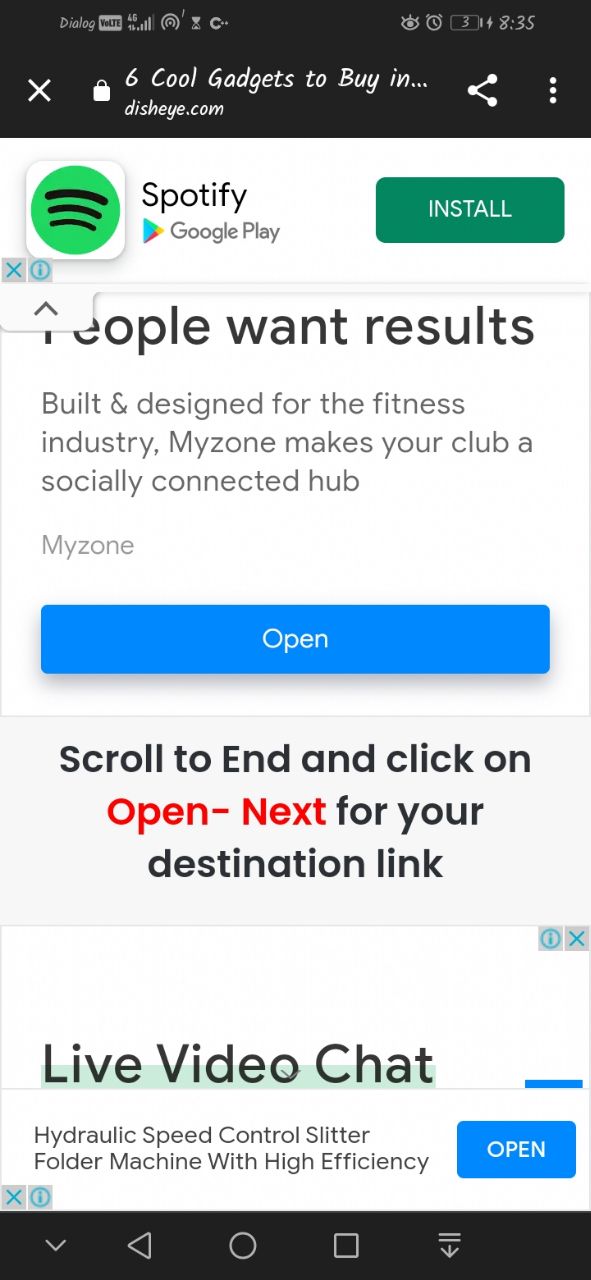 Dialog VoLTE 4G 3 8:35
6 Cool Gadgets to Buy in...
disheye.com
Spotify
Google Play
INSTALL
People want results
Built & designed for the fitness
industry, Myzone makes your club a
socially connected hub
Myzone
Open
Scroll to End and click on
Open- Next for your
destination link
Live Video Chat
Hydraulic Speed Control Slitter
Folder Machine With High Efficiency
OPEN